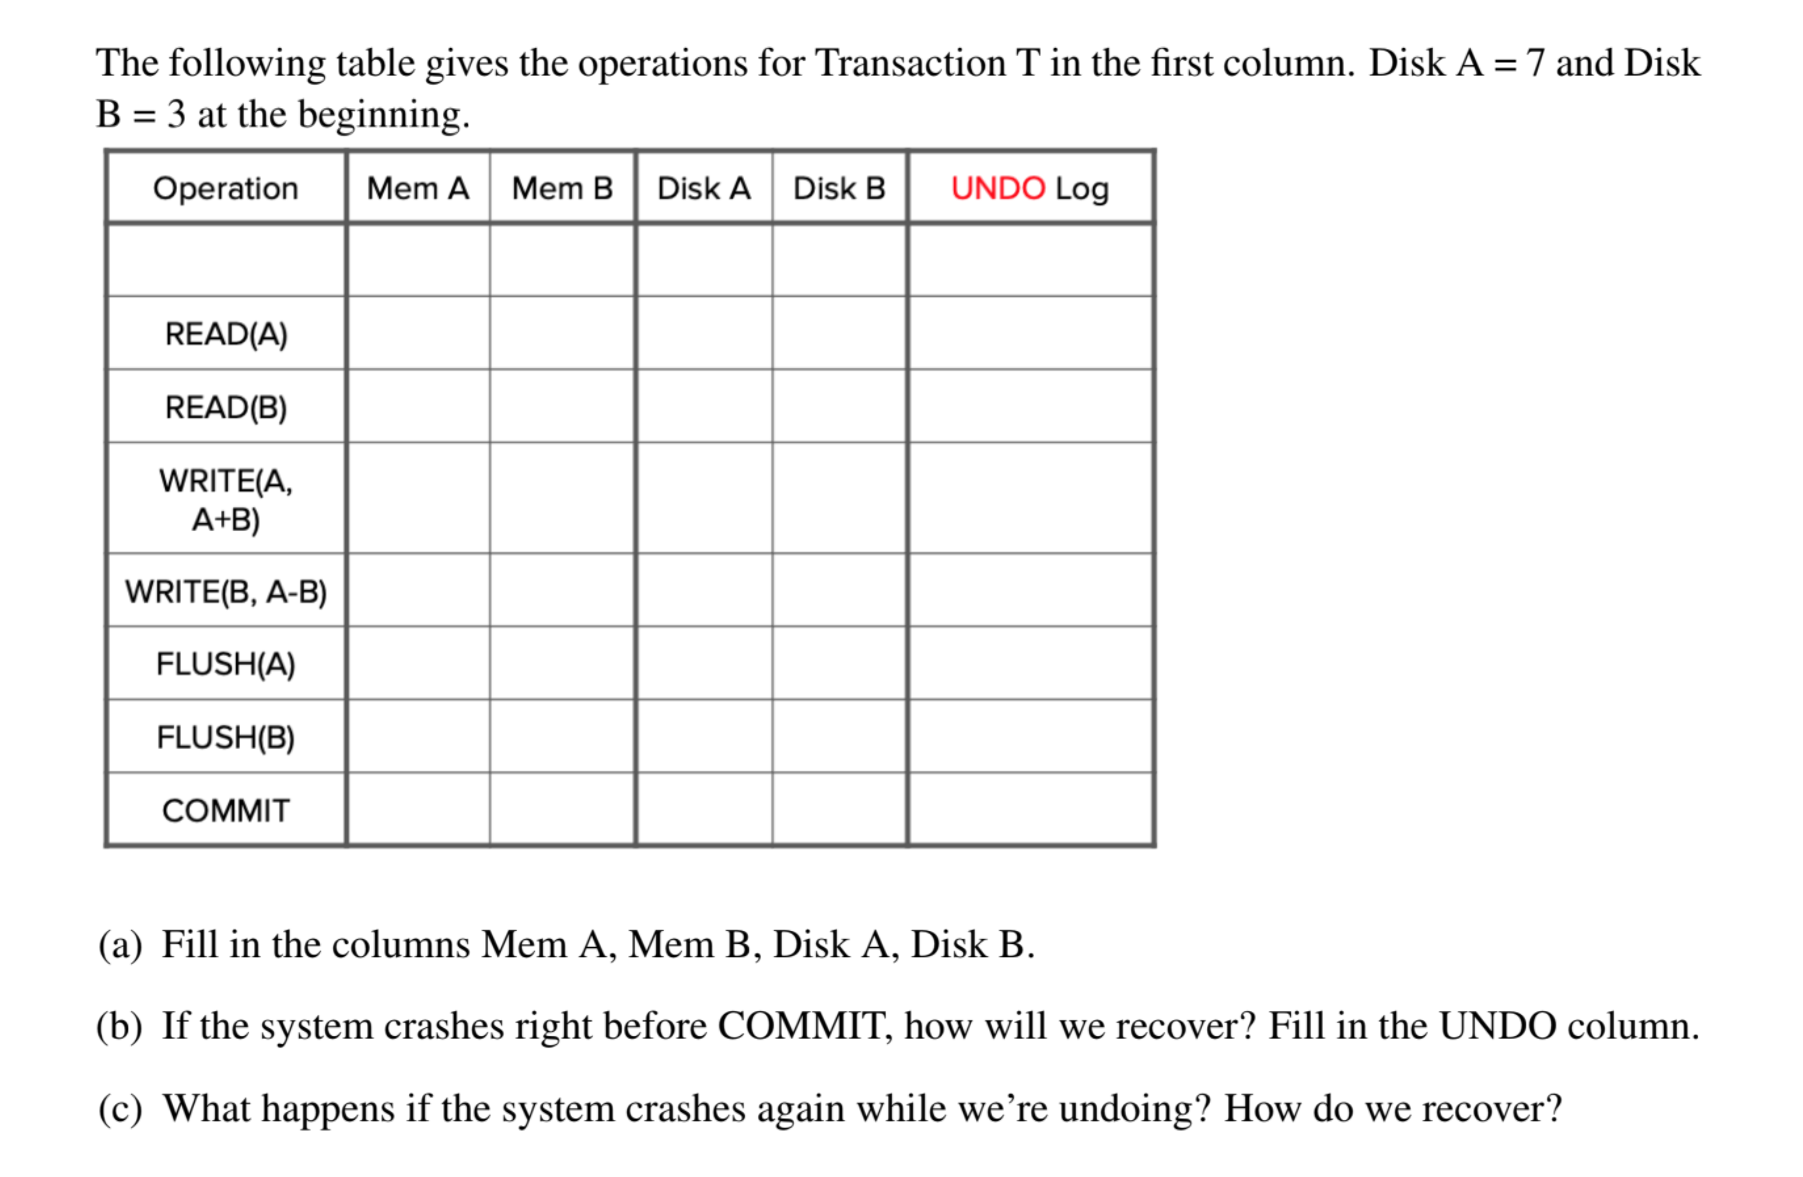 The following table gives the operations for Transaction T in the first column. Disk A = 7 and Disk
B = 3 at the beginning.
Operation Mem A Mem B Disk A Disk B UNDO Log
READ(A)
READ(B)
WRITE(A,
A+B)
WRITE(B, A-B)
FLUSH(A)
FLUSH(B)
COMMIT
(a) Fill in the columns Mem A, Mem B, Disk A, Disk B.
(b) If the system crashes right before COMMIT, how will we recover? Fill in the UNDO column.
(c) What happens if the system crashes again while we’re undoing? How do we recover?